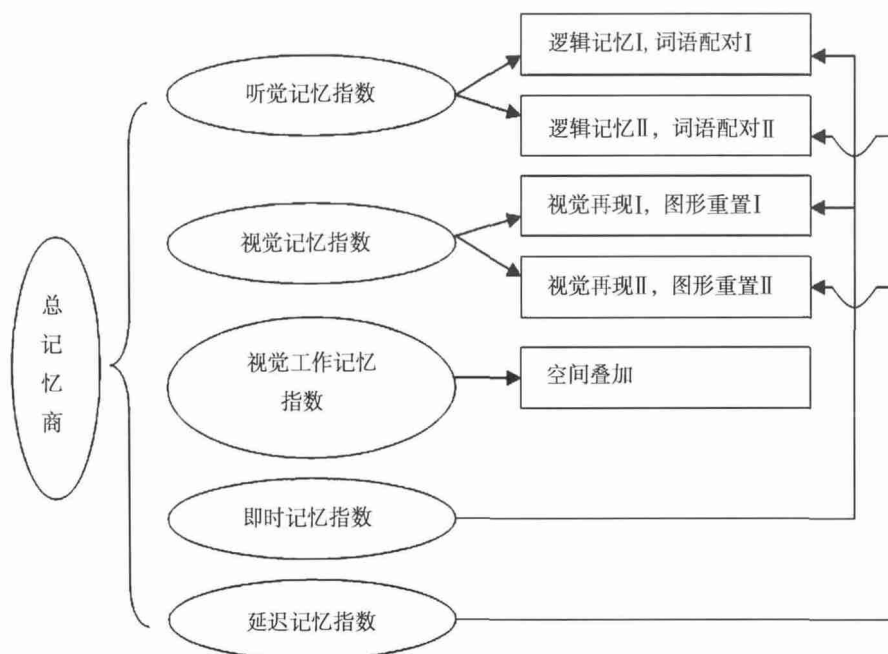 总
记
忆
商
听觉记忆指数
逻辑记忆Ⅰ,词语配对Ⅰ
逻辑记忆Ⅱ，词语配对Ⅱ
视觉记忆指数
视觉再现Ⅰ，图形重置Ⅰ
视觉再现Ⅱ，图形重置Ⅱ
视觉工作记忆
指数
空间叠加
即时记忆指数
延迟记忆指数